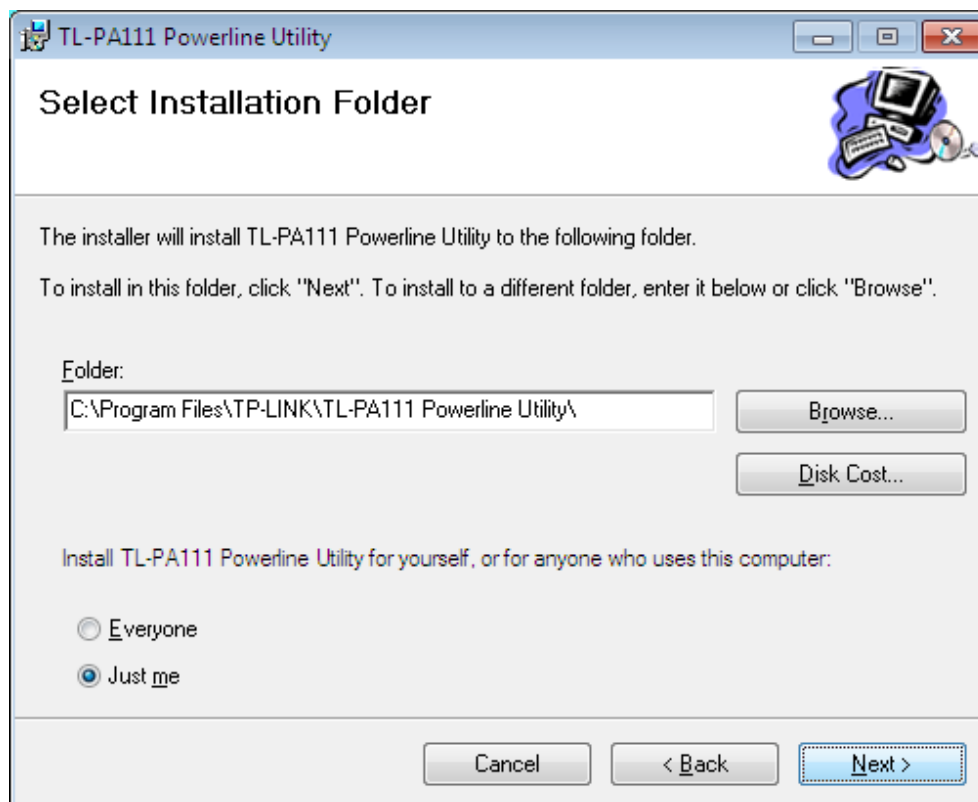 TL-PA111 Powerline Utility
Select Installation Folder
The installer will install TL-PA111 Powerline Utility to the following folder.
To install in this folder, click "Next". To install to a different folder, enter it below or click "Browse".
Folder:
C:\Program Files\TP-LINK\TL-PA111 Powerline Utility\
Browse...
Disk Cost...
Install TL-PA111 Powerline Utility for yourself, or for anyone who uses this computer:
Everyone
Just me
Cancel
< Back
Next >